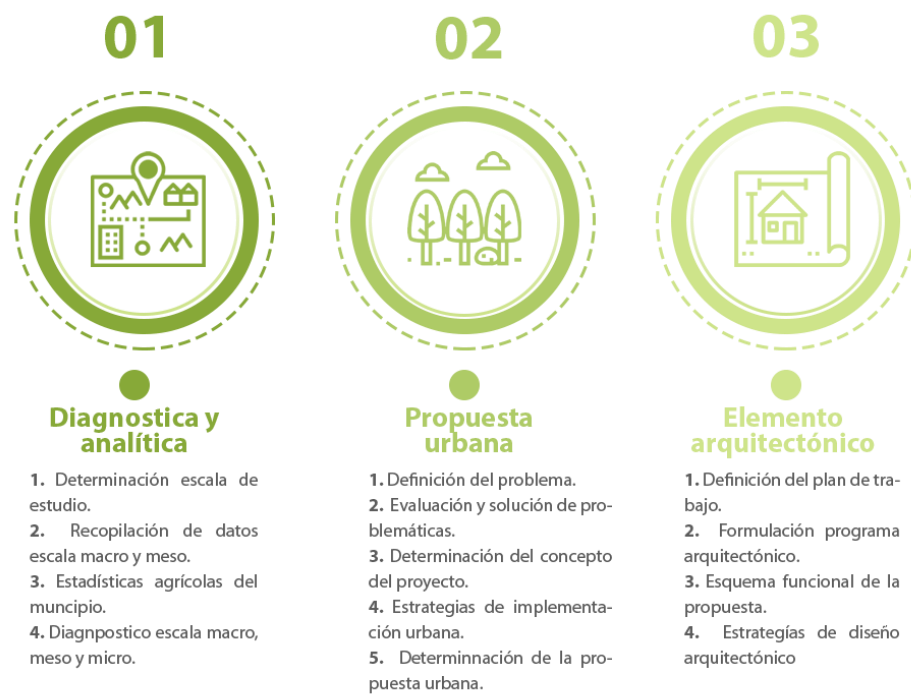 01
Diagnostica y
analítica
1. Determinación escala de
estudio.
2. Recopilación de datos
escala macro y meso.
3. Estadísticas agrícolas del
muncipio.
4. Diagnpostico escala macro,
meso y micro.
02
Propuesta
urbana
1. Definición del problema.
2. Evaluación y solución de pro-
blemáticas.
3. Determinación del concepto
del proyecto.
4. Estrategias de implementa-
ción urbana.
5. Determinnación de la pro-
puesta urbana.
03
Elemento
arquitectónico
1. Definición del plan de tra-
bajo.
2. Formulación programa
arquitectónico.
3. Esquema funcional de la
propuesta.
4. Estrategías de diseño
arquitectónico